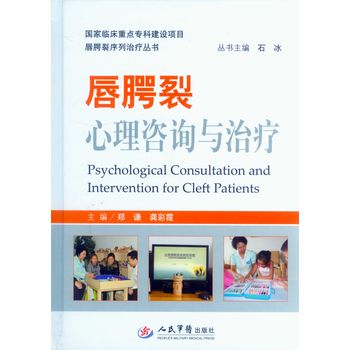 国家临床重点专科建设项目
唇腭裂序列治疗丛书
丛书主编 石 冰
唇腭裂
心理咨询与治疗
Psychological Consultation and
Intervention for Cleft Patients
主 编/郑 谦 龚彩霞
人民军医出版社
PEOPLE'S MILITARY MEDICAL PRESS